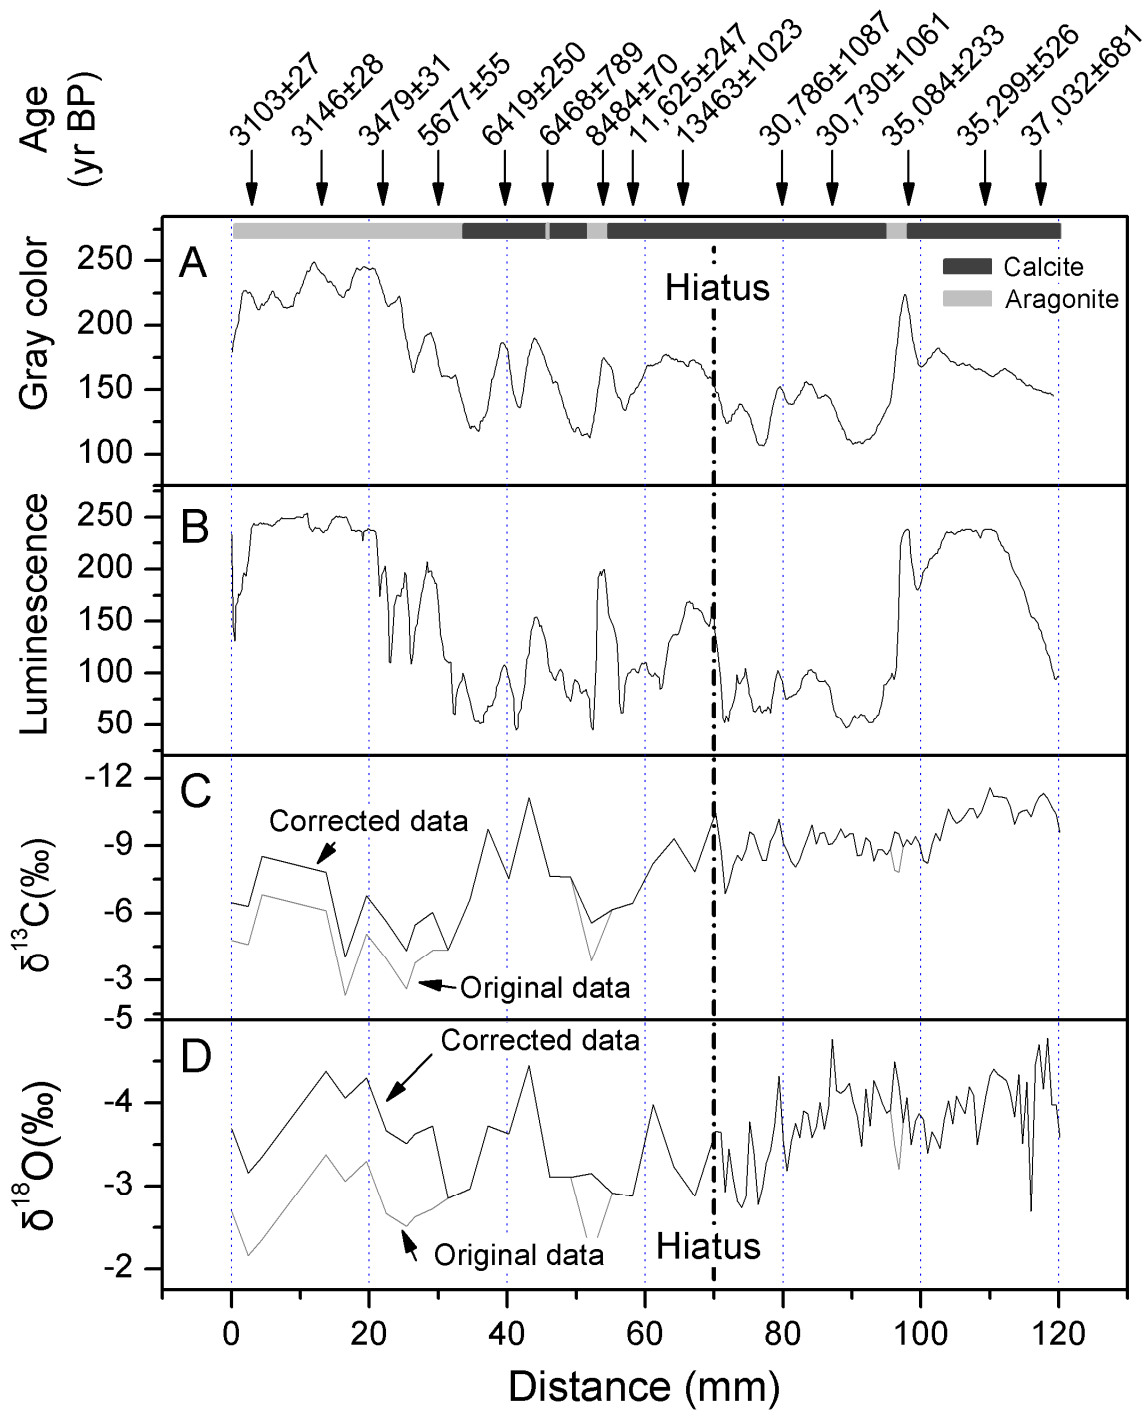 Age
(yr BP)
3103±27
3146±28
3479±31
5677±55
6419±250
6468±789
8484±70
11,625±247
13463±1023
30,786±1087
30,730±1061
35,084±233
35,299±526
37,032±681
A
Gray color
250
200
150
100
Hiatus
Calcite
Aragonite
B
Luminescence
250
200
150
100
50
C
δ13C(‰)
-12
-9
-6
-3
Corrected data
Original data
D
δ18O(‰)
-5
-4
-3
-2
Corrected data
Original data
Hiatus
0
20
40
60
80
100
120
Distance (mm)